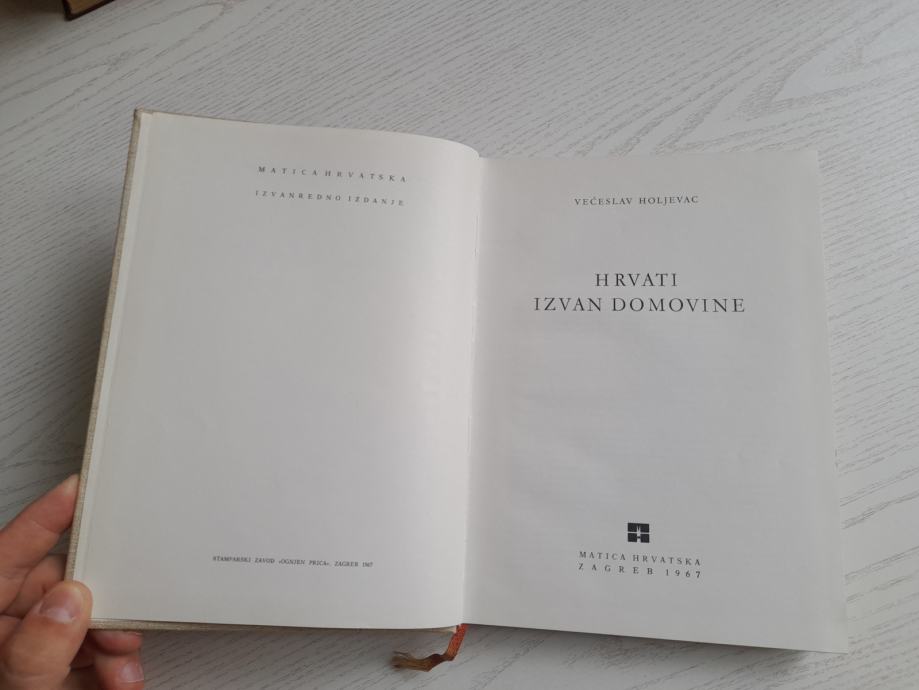 MATICA HRVATSKA
IZVANREDNO IZDANJE
ŠTAMPARSKI ZAVOD »OGNJEN PRICA«, ZAGREB 1967
VEĆESLAV HOLJEVAC
HRVATI
IZVAN DOMOVINE
MATICA HRVATSKA
ZAGREB 1967